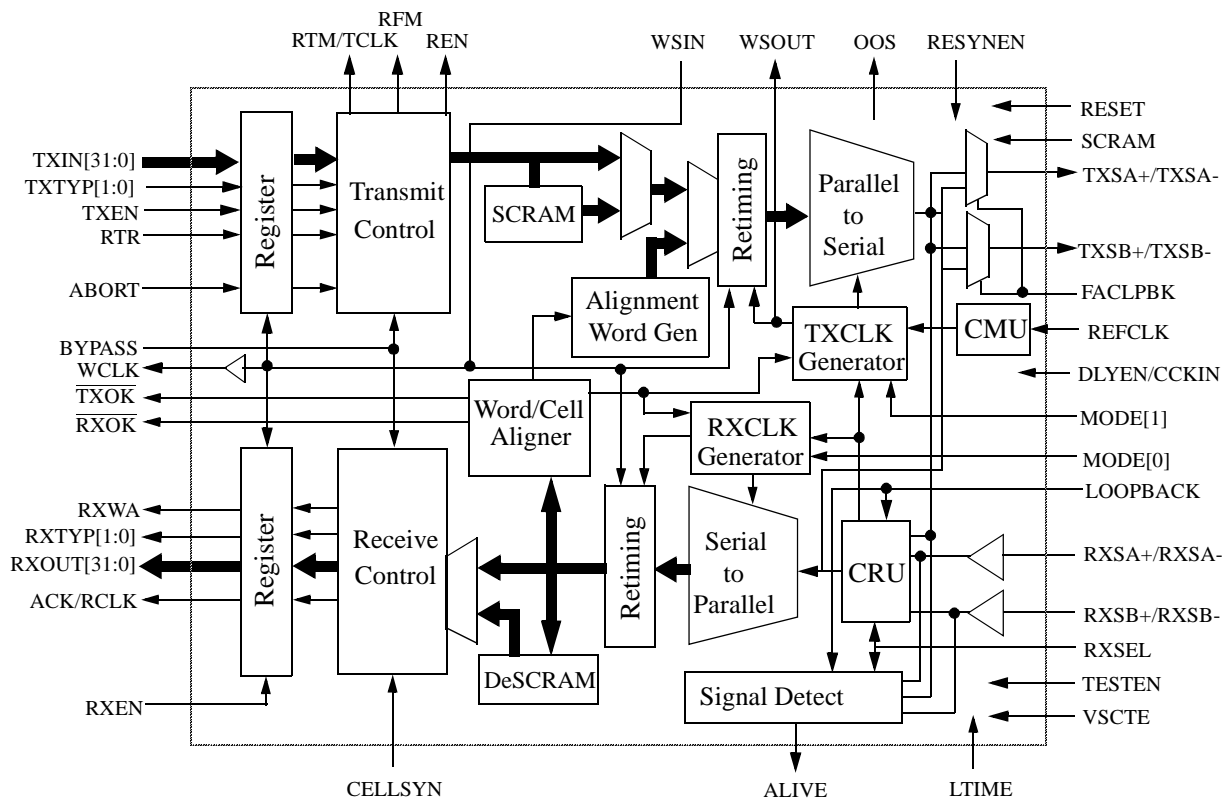 RFM
RTM/TCLK
REN
WSIN
WSOUT
OOS
RESYNEN
RESET
SCRAM
TXSA+/TXSA-
TXSB+/TXSB-
FACLPBK
REFCLK
DLYEN/CCKIN
MODE[1]
MODE[0]
LOOPBACK
RXSA+/RXSA-
RXSB+/RXSB-
RXSEL
TESTEN
VSCTE
TXIN[31:0]
TXTYP[1:0]
TXEN
RTR
ABORT
BYPASS
WCLK
TXOK
RXOK
RXWA
RXTYP[1:0]
RXOUT[31:0]
ACK/RCLK
RXEN
CELLSYN
ALIVE
LTIME
Register
Transmit
Control
SCRAM
Alignment
Word Gen
Retiming
Parallel
to
Serial
TXCLK
Generator
CMU
Word/Cell
Aligner
RXCLK
Generator
Register
Receive
Control
DeSCRAM
Retiming
Serial
to
Parallel
CRU
Signal Detect